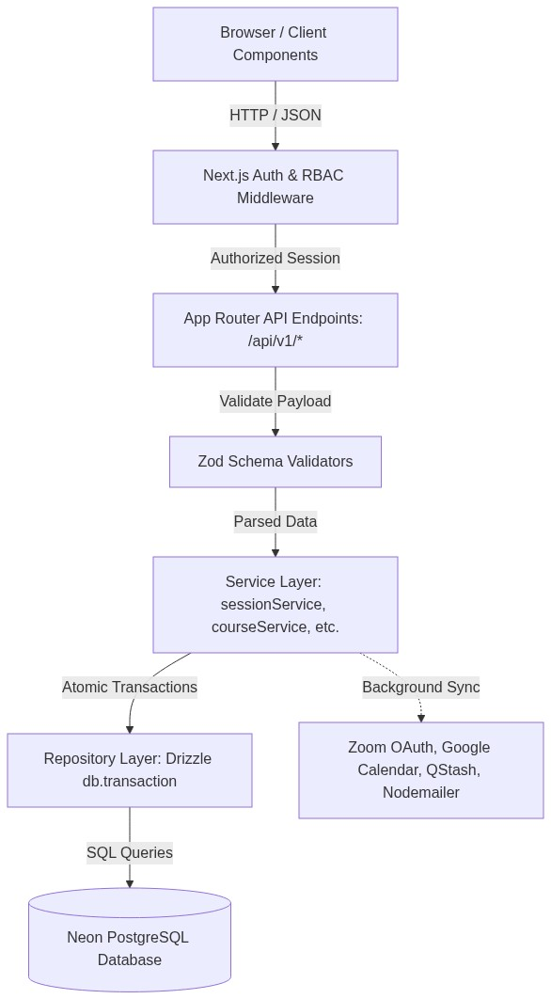 Browser / Client
Components
HTTP / JSON
Next.js Auth & RBAC
Middleware
Authorized Session
App Router API Endpoints:
/api/v1/*
Validate Payload
Zod Schema Validators
Parsed Data
Service Layer:
sessionService,
courseService, etc.
Atomic Transactions
Background Sync
Repository Layer: Drizzle
db.transaction
Zoom OAuth, Google
Calendar, QStash,
Nodemailer
SQL Queries
Neon PostgreSQL
Database